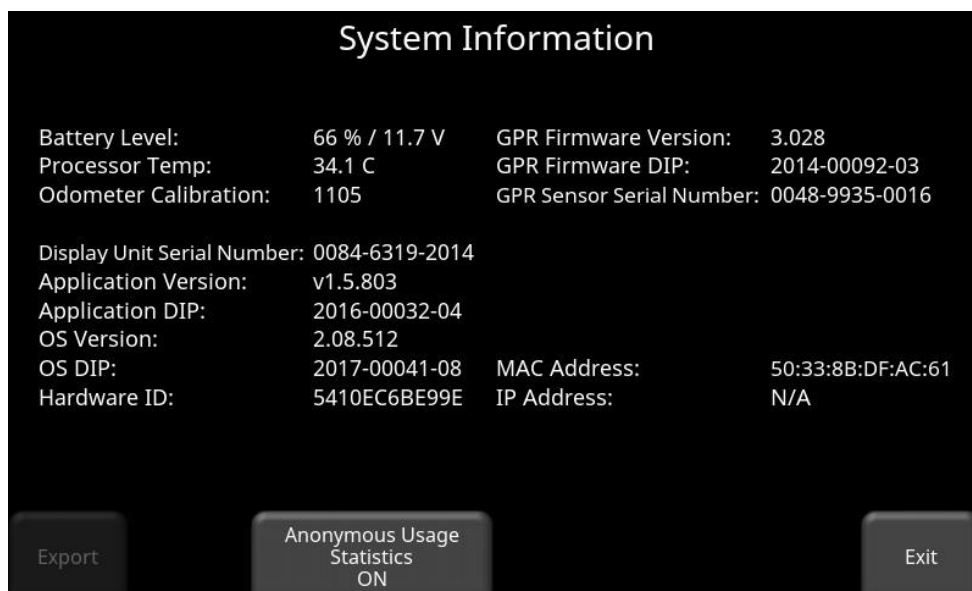 System Information
Battery Level: 66 % / 11.7 V GPR Firmware Version: 3.028
Processor Temp: 34.1 C GPR Firmware DIP: 2014-00092-03
Odometer Calibration: 1105 GPR Sensor Serial Number: 0048-9935-0016
Display Unit Serial Number: 0084-6319-2014
Application Version: v1.5.803
Application DIP: 2016-00032-04
OS Version: 2.08.512
OS DIP: 2017-00041-08 MAC Address: 50:33:8B:DF:AC:61
Hardware ID: 5410EC6BE99E IP Address: N/A
Export
Anonymous Usage
Statistics
ON
Exit